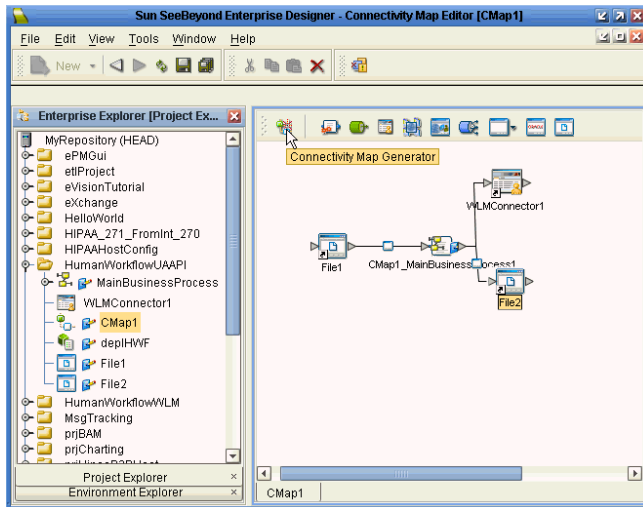 Sun SeeBeyond Enterprise Designer - Connectivity Map Editor [CMap1]
File Edit View Tools Window Help
New
Enterprise Explorer [Project Ex...
MyRepository (HEAD)
ePMGui
etlProject
eVisionTutorial
eXchange
HelloWorld
HIPAA_271_FromInt_270
HIPAAHostConfig
HumanWorkflowUAAPI
MainBusinessProcess
WLMConnector1
CMap1
deplHWF
File1
File2
HumanWorkflowWLM
MsgTracking
prjBAM
prjCharting
Project Explorer
Environment Explorer
ORACLE
Connectivity Map Generator
WLMConnector1
File1
CMap1_MainBusinessProcess1
File2
CMap1